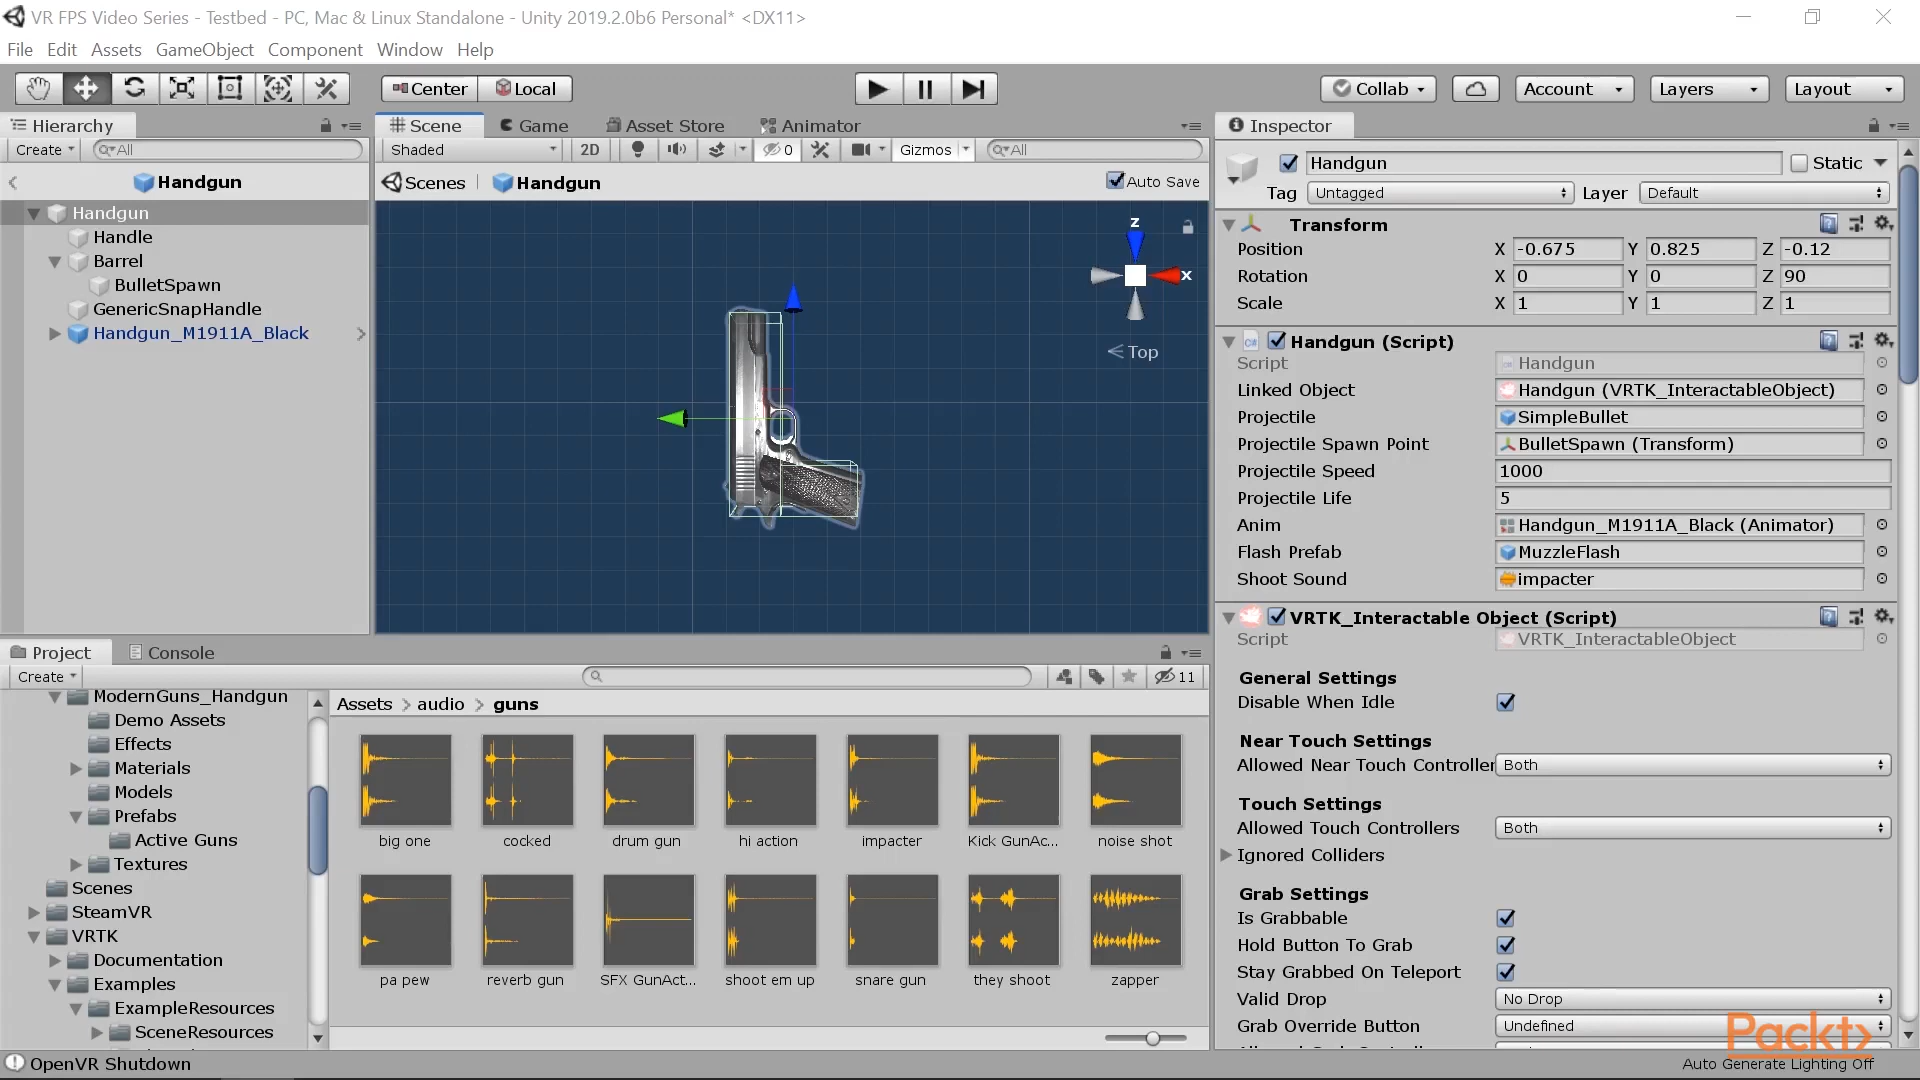 VR FPS Video Series - Testbed - PC, Mac & Linux Standalone - Unity 2019.2.0b6 Personal* <DX11>
File Edit Assets GameObject Component Window Help
Center Local Collab Account Layers Layout
Hierarchy
Create All
Handgun
Handgun
Handle
Barrel
BulletSpawn
GenericSnapHandle
Handgun_M1911A_Black
Scene Game Asset Store Animator
Shaded 2D 0 Gizmos All
Scenes Handgun Auto Save
z
x
Top
Inspector
Handgun Static
Tag Untagged Layer Default
Transform
Position X -0.675 Y 0.825 Z -0.12
Rotation X 0 Y 0 Z 90
Scale X 1 Y 1 Z 1
Handgun (Script)
Script Handgun
Linked Object Handgun (VRTK_InteractableObject)
Projectile SimpleBullet
Projectile Spawn Point BulletSpawn (Transform)
Projectile Speed 1000
Projectile Life 5
Anim Handgun_M1911A_Black (Animator)
Flash Prefab MuzzleFlash
Shoot Sound impacter
VRTK_Interactable Object (Script)
Script VRTK_InteractableObject
General Settings
Disable When Idle
Near Touch Settings
Allowed Near Touch Controller Both
Touch Settings
Allowed Touch Controllers Both
Ignored Colliders
Grab Settings
Is Grabbable
Hold Button To Grab
Stay Grabbed On Teleport
Valid Drop No Drop
Grab Override Button Undefined
Project Console
Create 11
ModernGuns_Handgun
Demo Assets
Effects
Materials
Models
Prefabs
Active Guns
Textures
Scenes
SteamVR
VRTK
Documentation
Examples
ExampleResources
SceneResources
Assets > audio > guns
big one cocked drum gun hi action impacter Kick GunAc... noise shot
pa pew reverb gun SFX GunAct... shoot em up snare gun they shoot zapper
Packt>
OpenVR Shutdown
Auto Generate Lighting Off